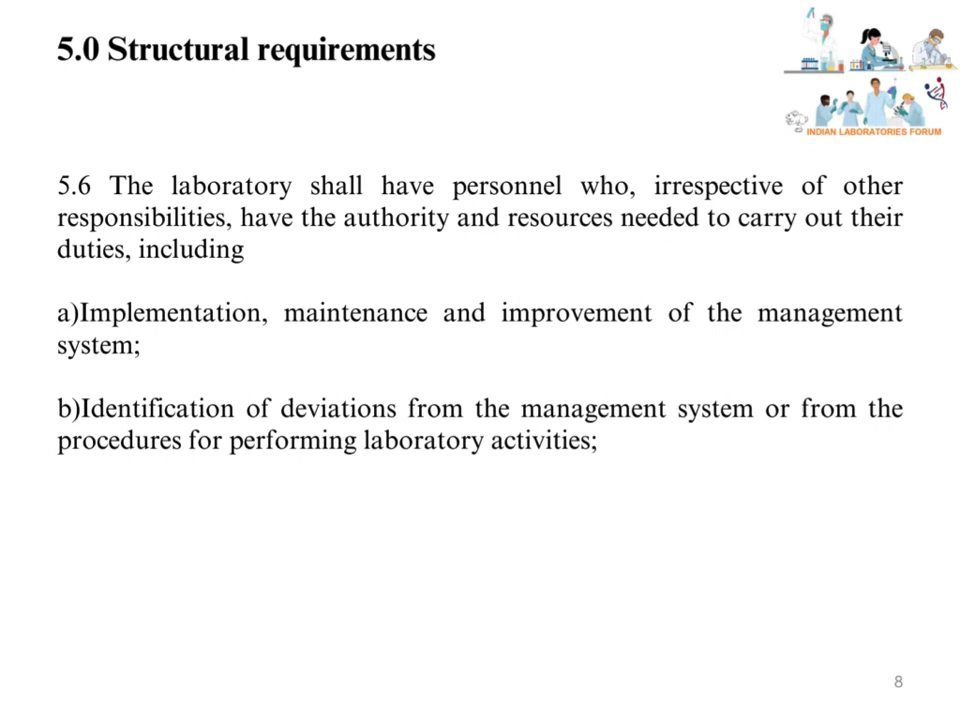 5.0 Structural requirements
INDIAN LABORATORIES FORUM
5.6 The laboratory shall have personnel who, irrespective of other
responsibilities, have the authority and resources needed to carry out their
duties, including
a)Implementation, maintenance and improvement of the management
system;
b)Identification of deviations from the management system or from the
procedures for performing laboratory activities;
8